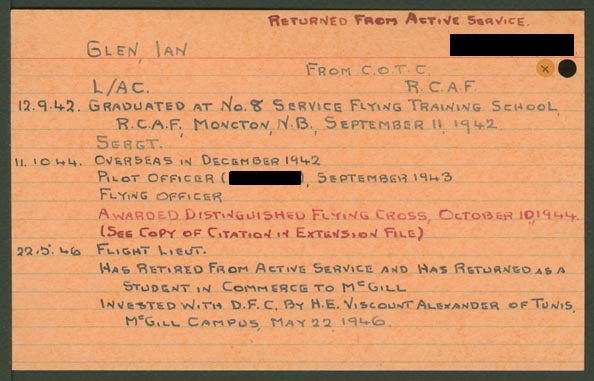 RETURNED FROM ACTIVE SERVICE.
GLEN, IAN
FROM C.O.T.C.
L/AC. R.C.A.F.
12.9.42. GRADUATED AT NO. 8 SERVICE FLYING TRAINING SCHOOL,
R.C.A.F., MONCTON, N.B., SEPTEMBER 11, 1942.
SERGT.
11.10.44. OVERSEAS IN DECEMBER 1942
PILOT OFFICER ( ), SEPTEMBER 1943
FLYING OFFICER
AWARDED DISTINGUISHED FLYING CROSS, OCTOBER 10, 1944.
(SEE COPY OF CITATION IN EXTENSION FILE)
22.5.46 FLIGHT LIEUT.
HAS RETIRED FROM ACTIVE SERVICE AND HAS RETURNED AS A
STUDENT IN COMMERCE TO MCGILL
INVESTED WITH D.F.C. BY H.E. VISCOUNT ALEXANDER OF TUNIS,
MCGILL CAMPUS, MAY 22, 1946.